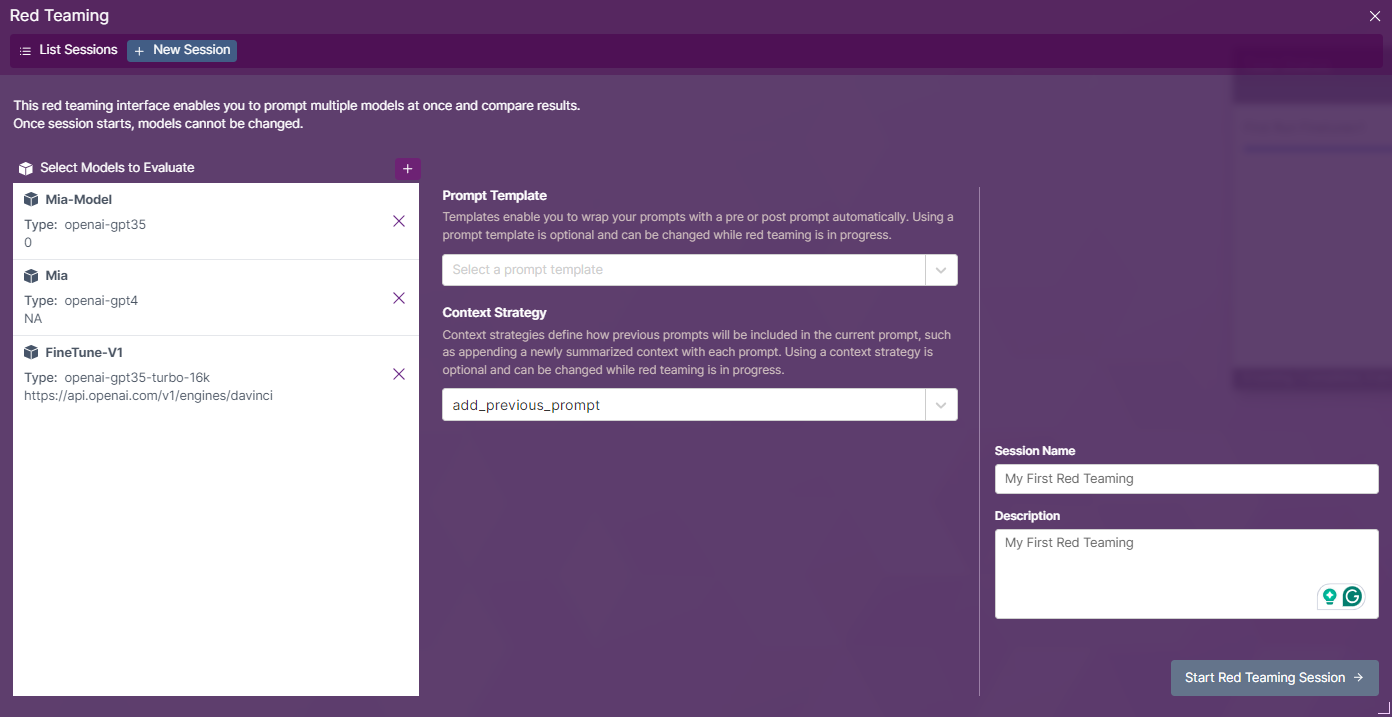 Red Teaming
List Sessions
New Session
This red teaming interface enables you to prompt multiple models at once and compare results.
Once session starts, models cannot be changed.
Select Models to Evaluate
Mia-Model
Type: openai-gpt35
0
Mia
Type: openai-gpt4
NA
FineTune-V1
Type: openai-gpt35-turbo-16k
https://api.openai.com/v1/engines/davinci
Prompt Template
Templates enable you to wrap your prompts with a pre or post prompt automatically. Using a
prompt template is optional and can be changed while red teaming is in progress.
Select a prompt template
Context Strategy
Context strategies define how previous prompts will be included in the current prompt, such
as appending a newly summarized context with each prompt. Using a context strategy is
optional and can be changed while red teaming is in progress.
add_previous_prompt
Session Name
My First Red Teaming
Description
My First Red Teaming
Start Red Teaming Session